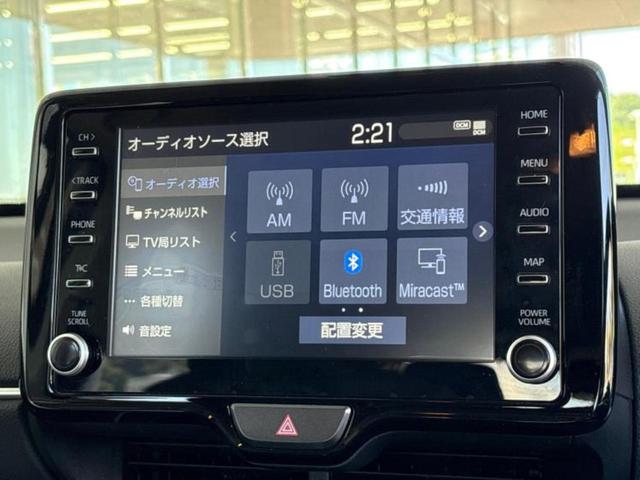 CH>
<TRACK
PHONE
TUNE
SCROLL
オーディオソース選択
2:21
DCM
DCM
オーディオ選択
チャンネルリスト
TV局リスト
メニュー
各種切替
音設定
AM
FM
交通情報
USB
Bluetooth
Miracast™
配置変更
HOME
MENU
AUDIO
MAP
POWER
VOLUME